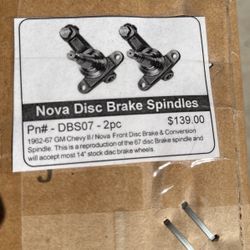 Nova Disc Brake Spindles
Pn# - DBS07 - 2pc $139.00
1962-67 GM Chevy II / Nova Front Disc Brake & Conversion
Spindle. This is a reproduction of the 67 disc Brake spindle and
will accept most 14" stock disc brake wheels.